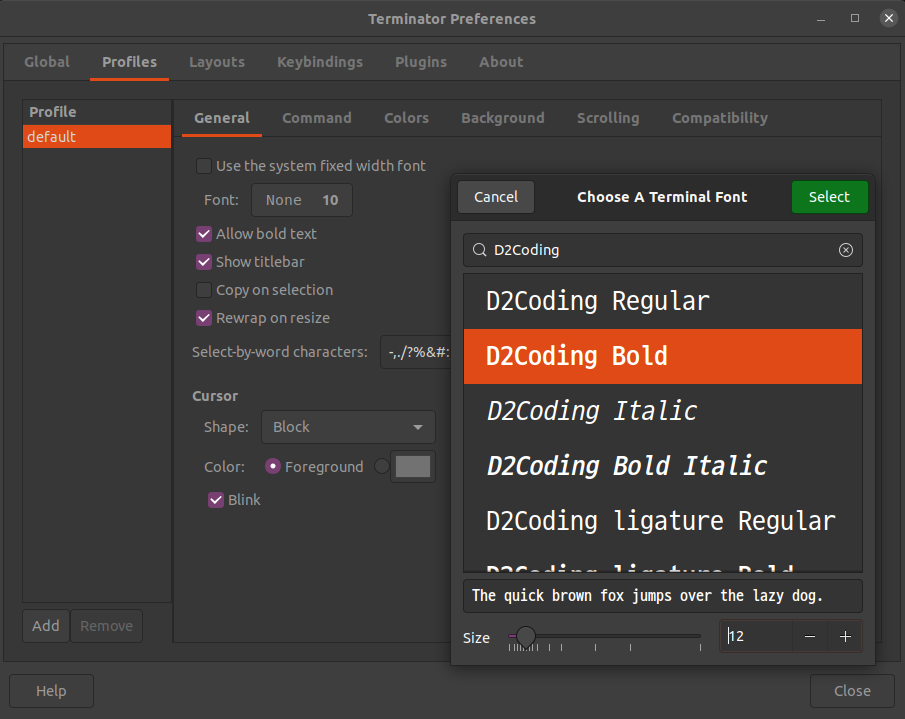 Terminator Preferences
Global Profiles Layouts Keybindings Plugins About
Profile
default
Add Remove
General Command Colors Background Scrolling Compatibility
Use the system fixed width font
Font: None 10
Allow bold text
Show titlebar
Copy on selection
Rewrap on resize
Select-by-word characters: -,./?%&#:
Cursor
Shape: Block
Color: Foreground
Blink
Cancel Choose A Terminal Font Select
D2Coding
D2Coding Regular
D2Coding Bold
D2Coding Italic
D2Coding Bold Italic
D2Coding ligature Regular
D2Coding ligature Bold
The quick brown fox jumps over the lazy dog.
Size 12 − +
Help Close